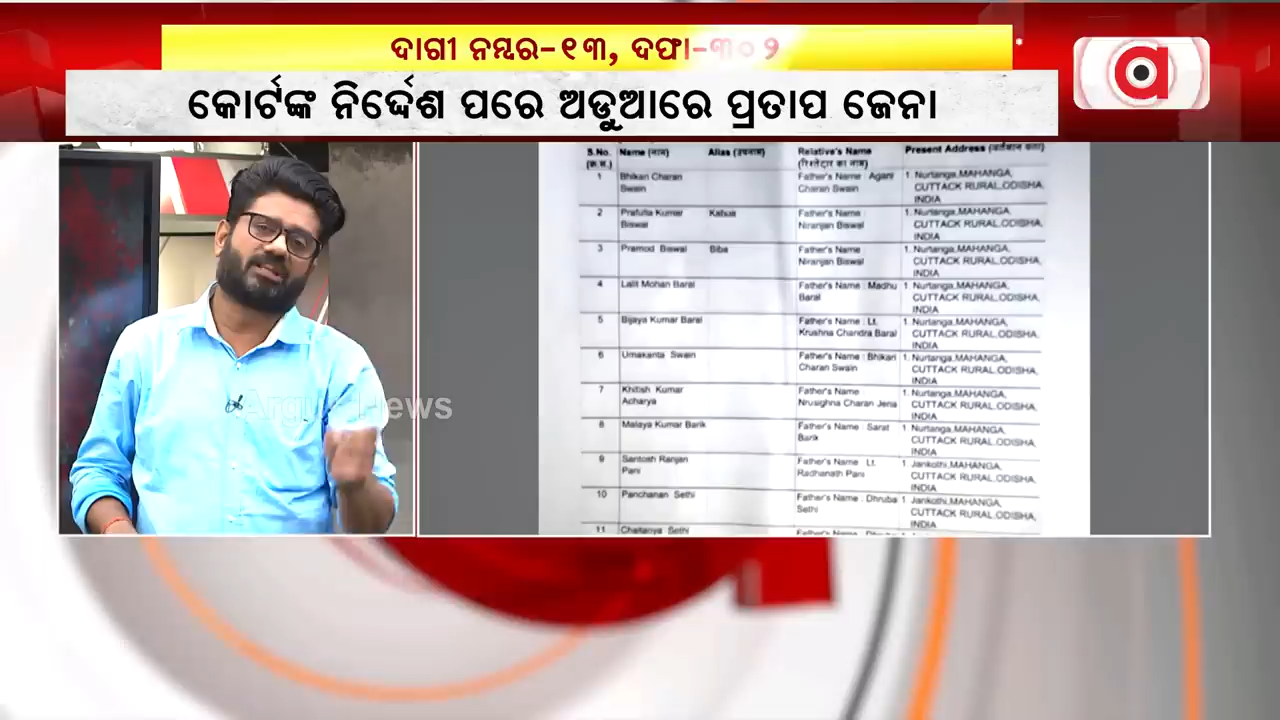 ଦାଗୀ ନମ୍ବର-୧୩, ଦଫା-୩୦୨
କୋର୍ଟଙ୍କ ନିର୍ଦ୍ଦେଶ ପରେ ଅଡୁଆରେ ପ୍ରତାପ ଜେନା
a
S.No. Name (नाम) Alias (उपनाम) Relative's Name Present Address (वर्तमान पता)
(क्र.सं.) (रिश्तेदार का नाम)
1 Bhikari Charan Father's Name : Agani 1. Nurtanga,MAHANGA,
Swain Charan Swain CUTTACK RURAL,ODISHA,
INDIA
2 Prafulla Kumar Kalua Father's Name : 1. Nurtanga,MAHANGA,
Biswal Niranjan Biswal CUTTACK RURAL,ODISHA,
INDIA
3 Pramod Biswal Biba Father's Name : 1. Nurtanga,MAHANGA,
Niranjan Biswal CUTTACK RURAL,ODISHA,
INDIA
4 Lalit Mohan Baral Father's Name : Madhu 1. Nurtanga,MAHANGA,
Baral CUTTACK RURAL,ODISHA,
INDIA
5 Bijaya Kumar Baral Father's Name : Lt. 1. Nurtanga,MAHANGA,
Krushna Chandra Baral CUTTACK RURAL,ODISHA,
INDIA
6 Umakanta Swain Father's Name : Bhikari 1. Nurtanga,MAHANGA,
Charan Swain CUTTACK RURAL,ODISHA,
INDIA
7 Khitish Kumar Father's Name 1. Nurtanga,MAHANGA,
Acharya Nrusighna Charan Jena CUTTACK RURAL,ODISHA,
INDIA
8 Malaya Kumar Barik Father's Name : Sarat 1. Nurtanga,MAHANGA,
Barik CUTTACK RURAL,ODISHA,
INDIA
9 Santosh Ranjan Father's Name : Lt. 1. Jankothi,MAHANGA,
Pani Radhanath Pani CUTTACK RURAL,ODISHA,
INDIA
10 Panchanan Sethi Father's Name : Dhruba 1. Jankothi,MAHANGA,
Sethi CUTTACK RURAL,ODISHA,
INDIA
11 Chaitanya Sethi
Argus News